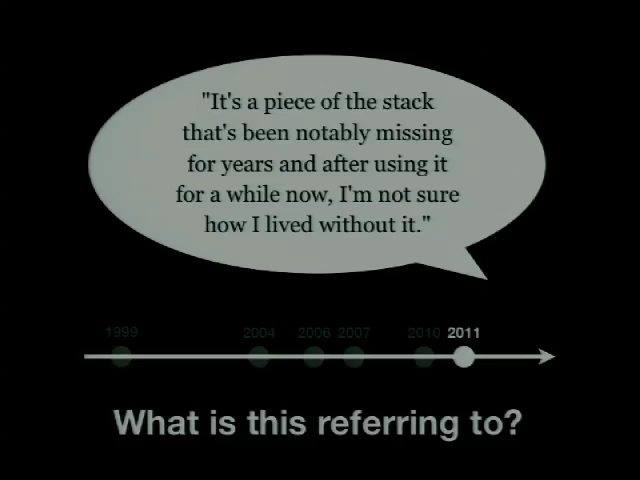 "It's a piece of the stack
that's been notably missing
for years and after using it
for a while now, I'm not sure
how I lived without it."
1999 2004 2006 2007 2010 2011
What is this referring to?